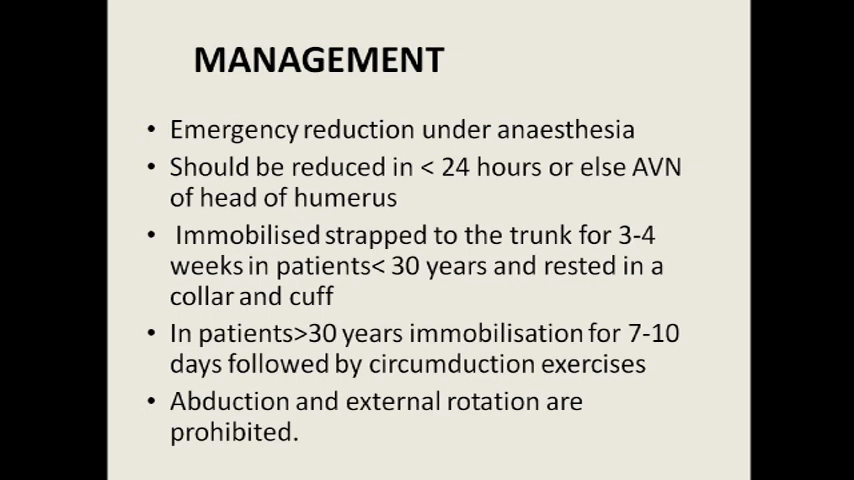 MANAGEMENT
• Emergency reduction under anaesthesia
• Should be reduced in < 24 hours or else AVN
of head of humerus
• Immobilised strapped to the trunk for 3-4
weeks in patients< 30 years and rested in a
collar and cuff
• In patients>30 years immobilisation for 7-10
days followed by circumduction exercises
• Abduction and external rotation are
prohibited.